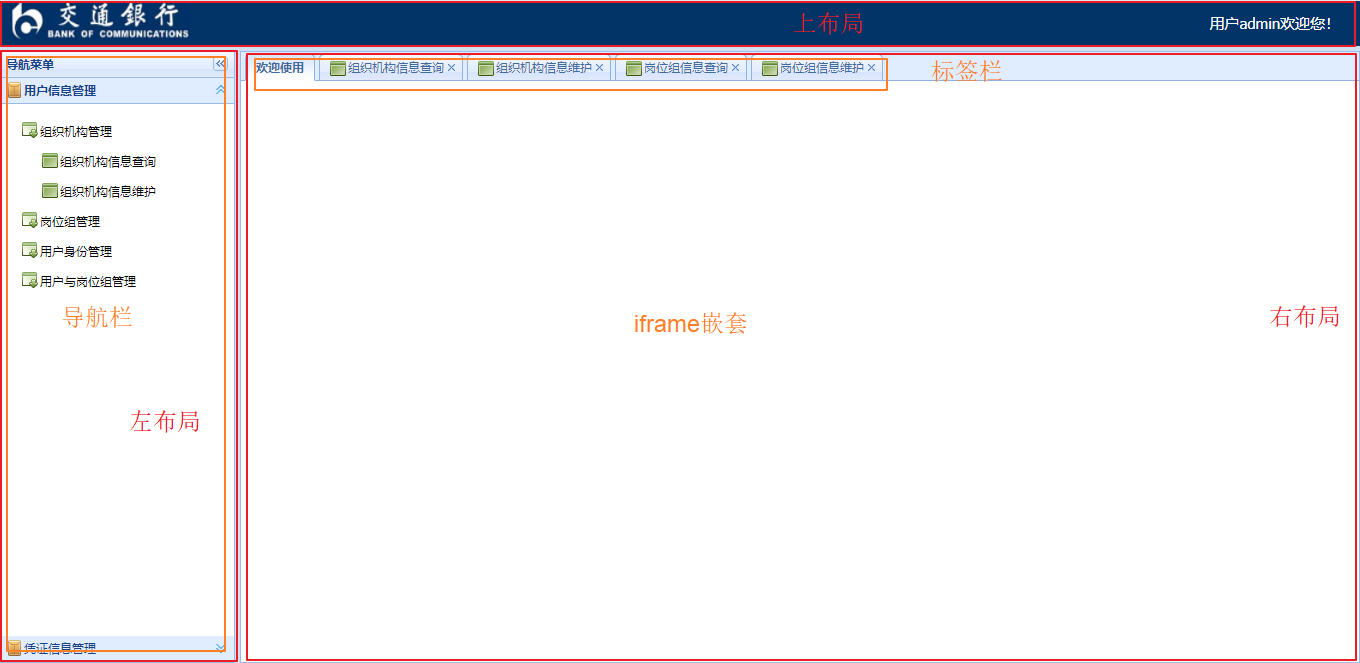 交通銀行
BANK OF COMMUNICATIONS
上布局
用户admin欢迎您!
导航菜单
欢迎使用 组织机构信息查询 组织机构信息维护 岗位组信息查询 岗位组信息维护
标签栏
用户信息管理
组织机构管理
组织机构信息查询
组织机构信息维护
岗位组管理
用户身份管理
用户与岗位组管理
导航栏
iframe嵌套
右布局
左布局
凭证信息管理